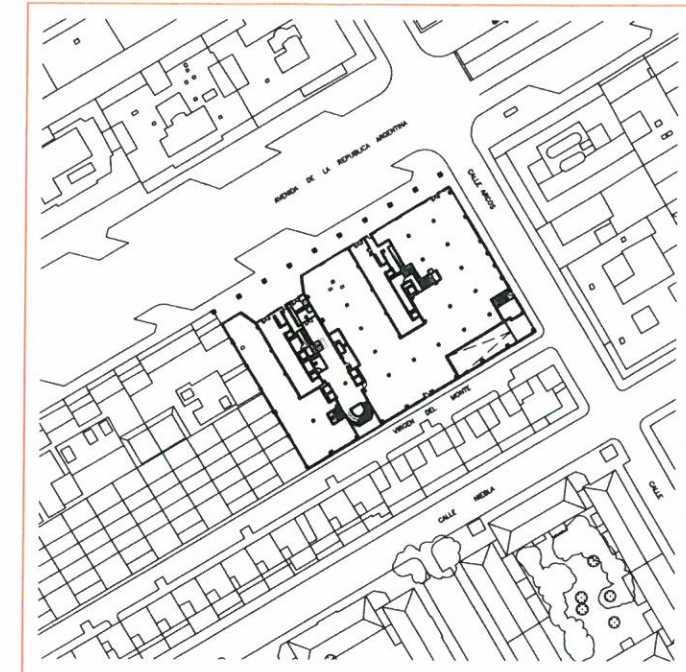 AVENIDA DE LA REPUBLICA ARGENTINA
CALLE ARCOS
VIRGEN DEL MONTE
CALLE NIEBLA
CALLE